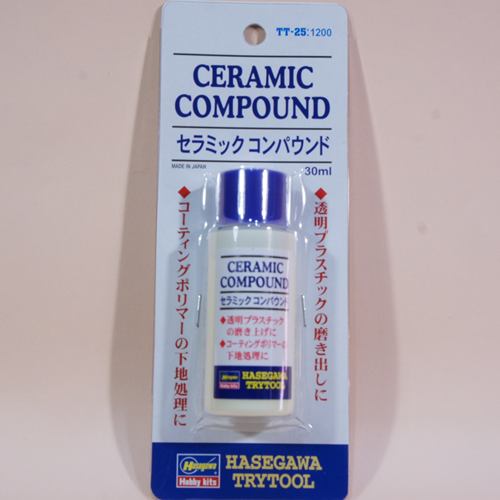 TT-25:1200
CERAMIC
COMPOUND
セラミック コンパウンド
MADE IN JAPAN
30ml
◆透明プラスチックの磨き出しに
◆コーティングポリマーの下地処理に
CERAMIC
COMPOUND
セラミック コンパウンド
◆透明プラスチック
の磨き上げに
◆コーティングポリマーの
下地処理に
Hasegawa
Hobby kits
HASEGAWA
TRYTOOL
Hasegawa
Hobby kits
HASEGAWA
TRYTOOL